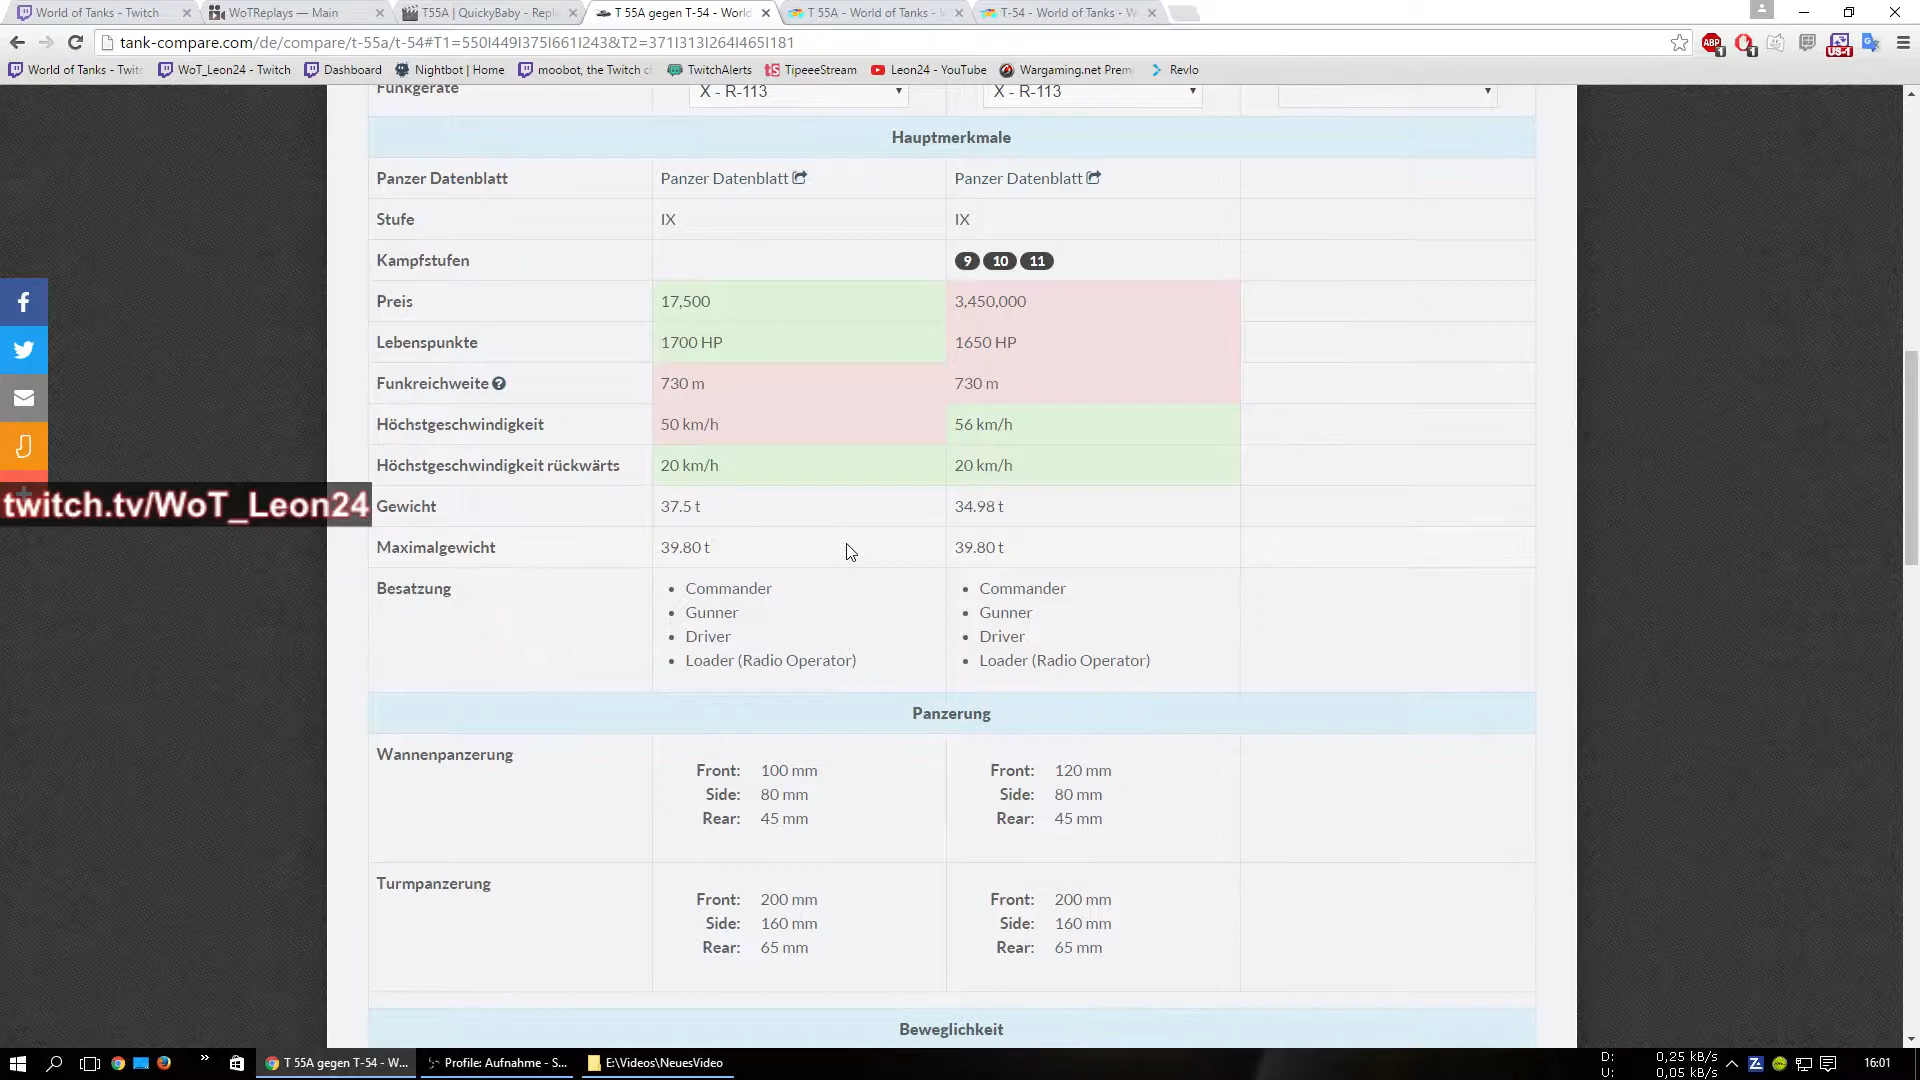 World of Tanks - Twitch
WoTReplays — Main
T55A | QuickyBaby - Repl
T 55A gegen T-54 - World
T 55A - World of Tanks -
T-54 - World of Tanks - W
tank-compare.com/de/compare/t-55a/t-54#T1=550l449l375l661l243&T2=371l313l264l465l181
World of Tanks - Twitc
WoT_Leon24 - Twitch
Dashboard
Nightbot | Home
moobot, the Twitch c
TwitchAlerts
TipeeeStream
Leon24 - YouTube
Wargaming.net Prem
Revlo
Funkgeräte
X - R-113
X - R-113
Hauptmerkmale
Panzer Datenblatt
Panzer Datenblatt
Panzer Datenblatt
Stufe
IX
IX
Kampfstufen
9 10 11
Preis
17,500
3,450,000
Lebenspunkte
1700 HP
1650 HP
Funkreichweite
730 m
730 m
Höchstgeschwindigkeit
50 km/h
56 km/h
Höchstgeschwindigkeit rückwärts
20 km/h
20 km/h
twitch.tv/WoT_Leon24
Gewicht
37.5 t
34.98 t
Maximalgewicht
39.80 t
39.80 t
Besatzung
Commander
Gunner
Driver
Loader (Radio Operator)
Commander
Gunner
Driver
Loader (Radio Operator)
Panzerung
Wannenpanzerung
Front: 100 mm
Side: 80 mm
Rear: 45 mm
Front: 120 mm
Side: 80 mm
Rear: 45 mm
Turmpanzerung
Front: 200 mm
Side: 160 mm
Rear: 65 mm
Front: 200 mm
Side: 160 mm
Rear: 65 mm
Beweglichkeit
T 55A gegen T-54 - W...
Profile: Aufnahme - S...
E:\Videos\NeuesVideo
D: 0,25 kB/s
U: 0,05 kB/s
16:01